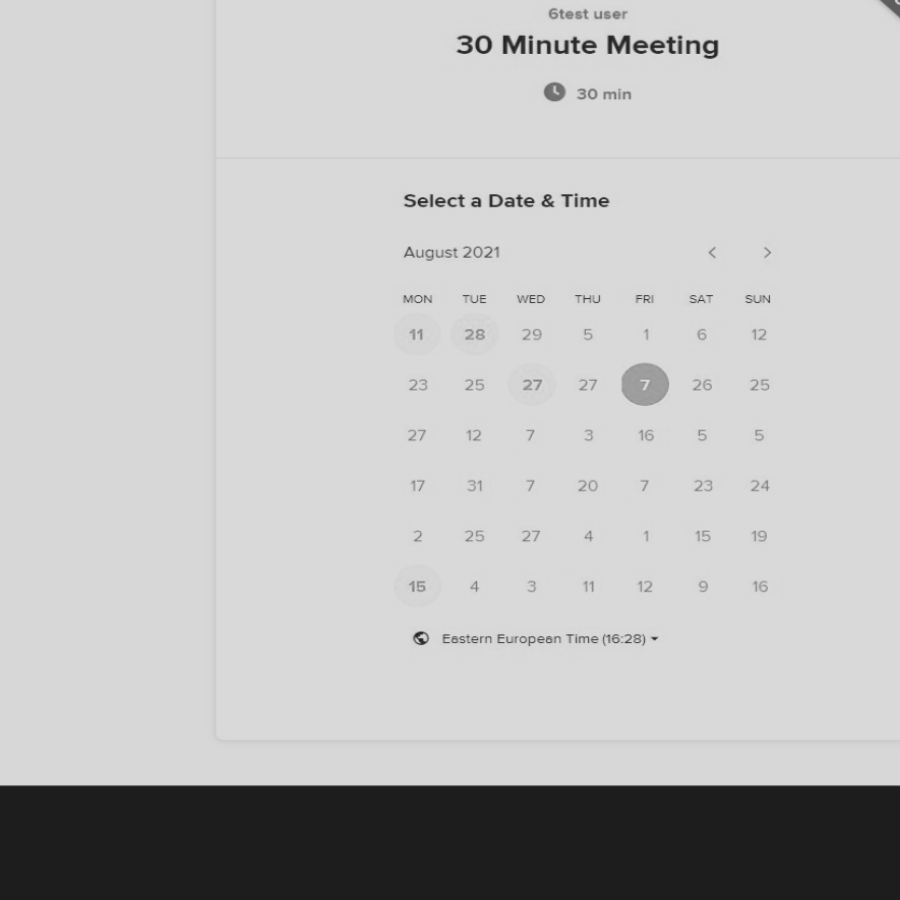 6test user
30 Minute Meeting
30 min
Select a Date & Time
August 2021
MON TUE WED THU FRI SAT SUN
11 28 29 5 1 6 12
23 25 27 27 7 26 25
27 12 7 3 16 5 5
17 31 7 20 7 23 24
2 25 27 4 1 15 19
15 4 3 11 12 9 16
Eastern European Time (16:28)